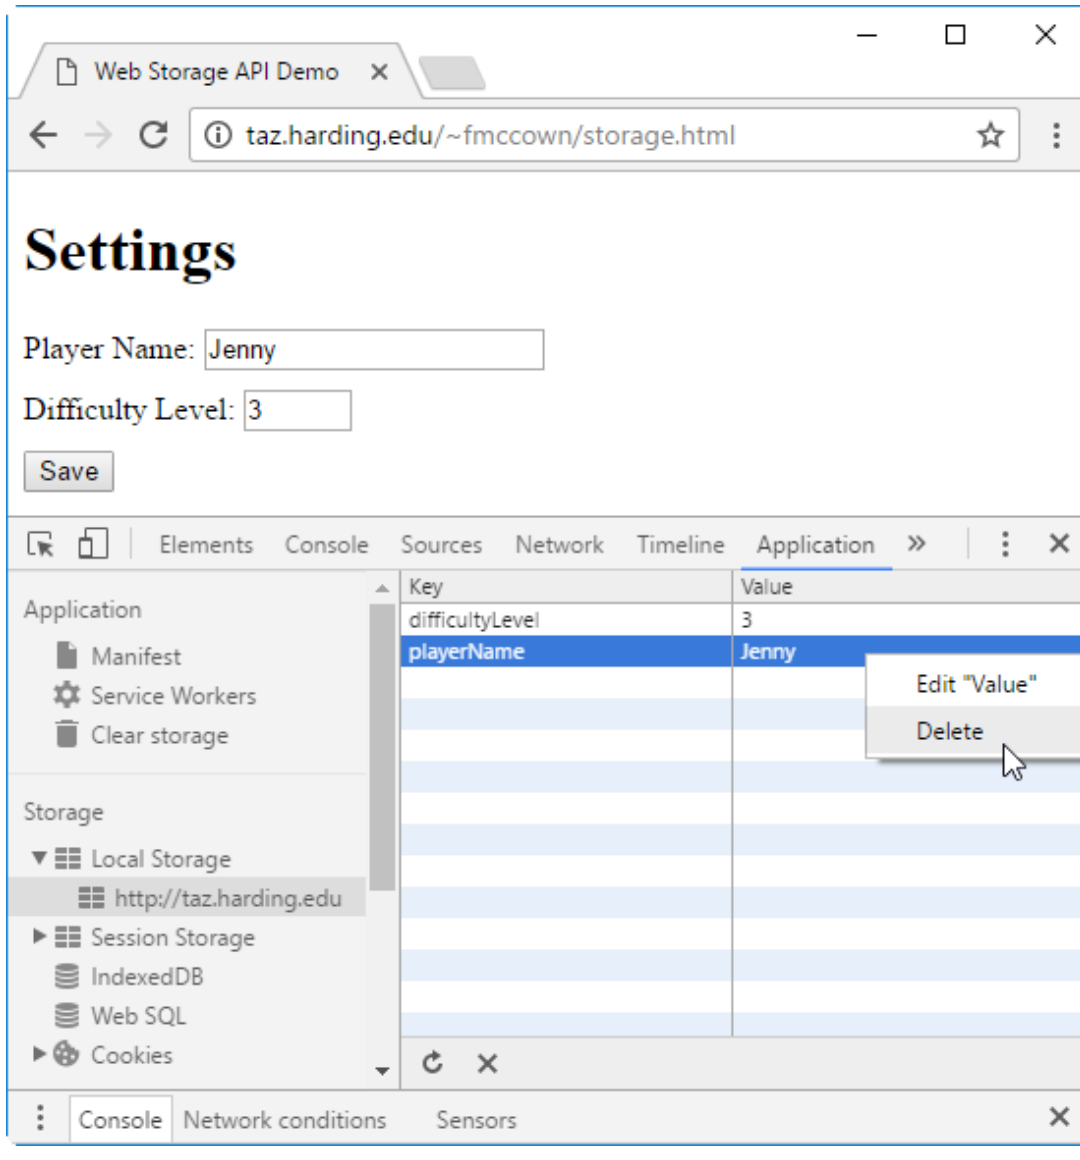 Web Storage API Demo
taz.harding.edu/~fmccown/storage.html
Settings
Player Name: Jenny
Difficulty Level: 3
Save
Elements Console Sources Network Timeline Application »
Application
Manifest
Service Workers
Clear storage
Storage
Local Storage
http://taz.harding.edu
Session Storage
IndexedDB
Web SQL
Cookies
Key Value
difficultyLevel 3
playerName Jenny
Edit "Value"
Delete
Console Network conditions Sensors